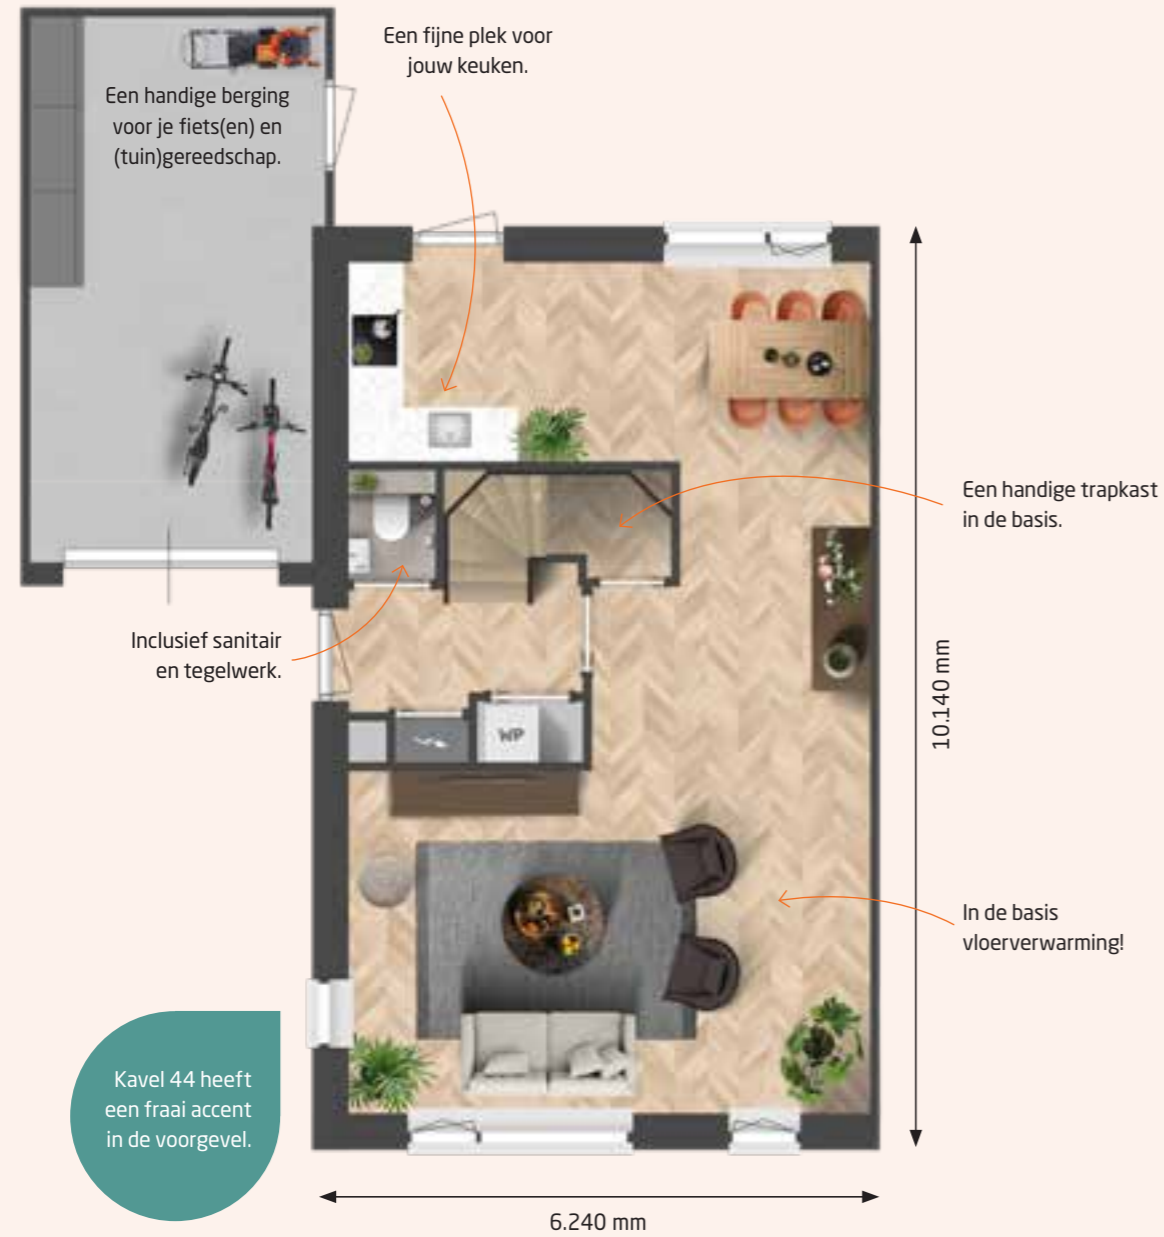 Een fijne plek voor
jouw keuken.
Een handige berging
voor je fiets(en) en
(tuin)gereedschap.
Een handige trapkast
in de basis.
Inclusief sanitair
en tegelwerk.
10.140 mm
WP
In de basis
vloerverwarming!
Kavel 44 heeft
een fraai accent
in de voorgevel.
6.240 mm